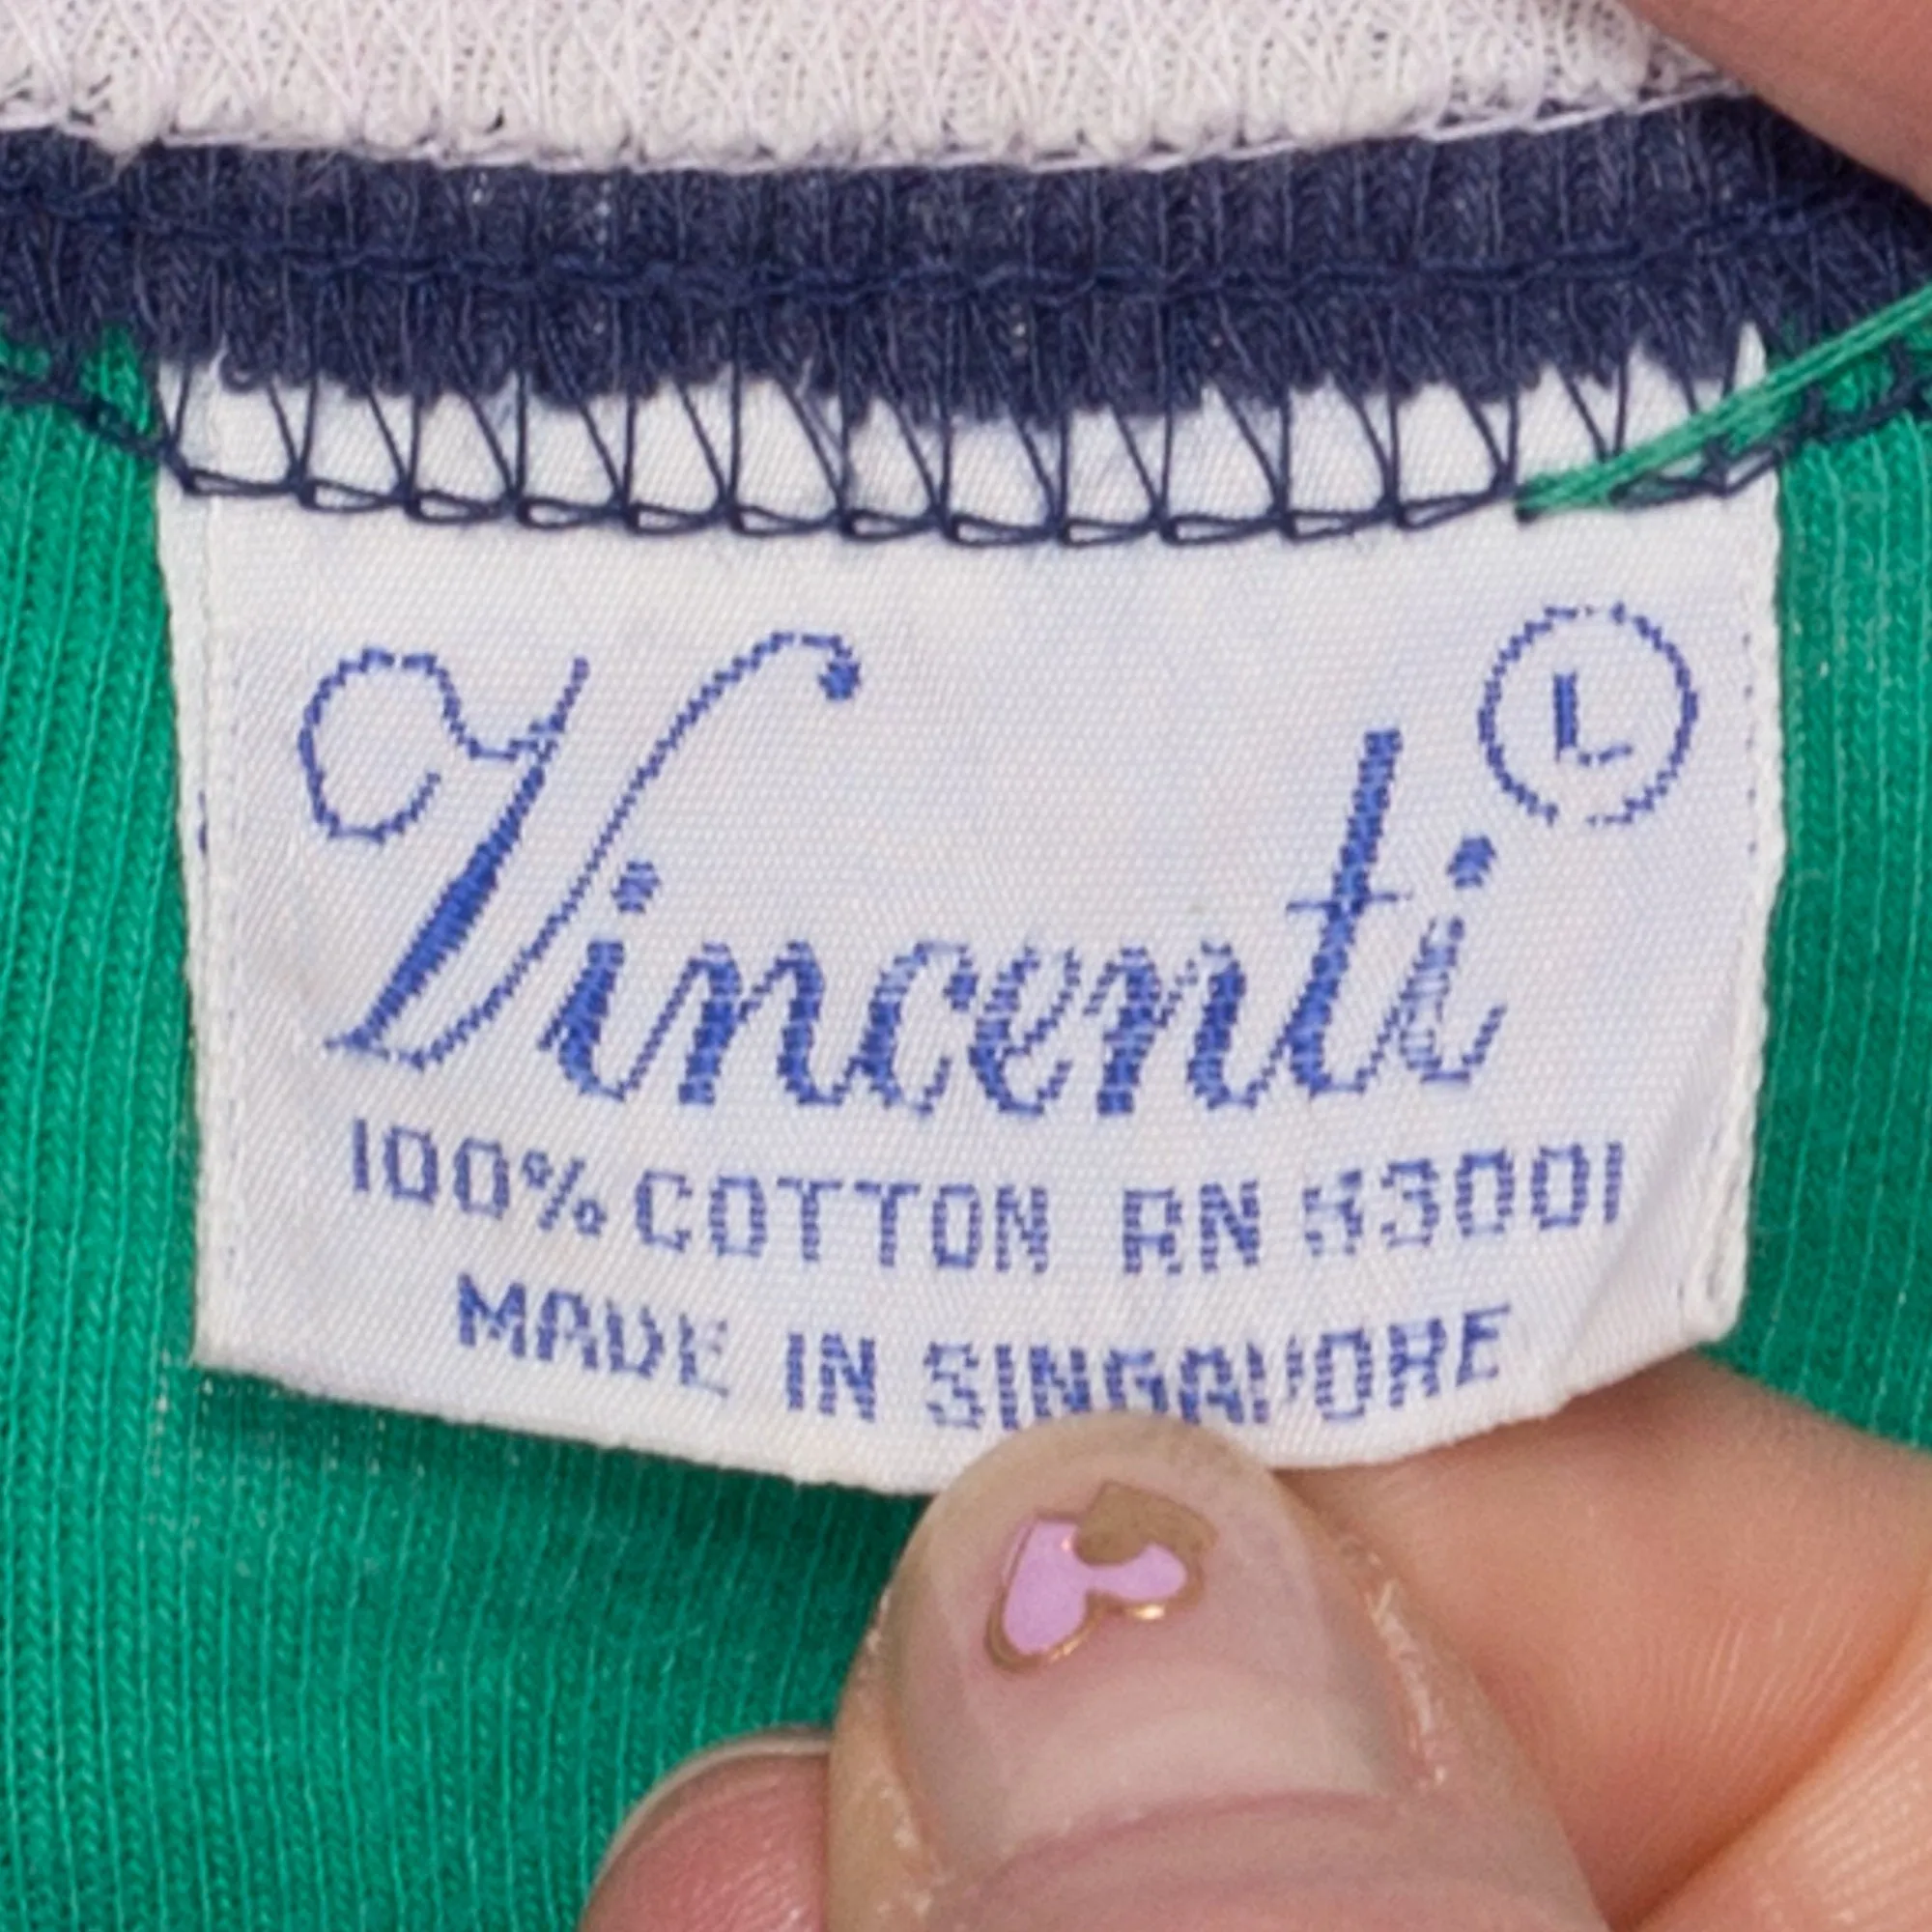 L
Vincenti
100% COTTON RN 53001
MADE IN SINGAPORE